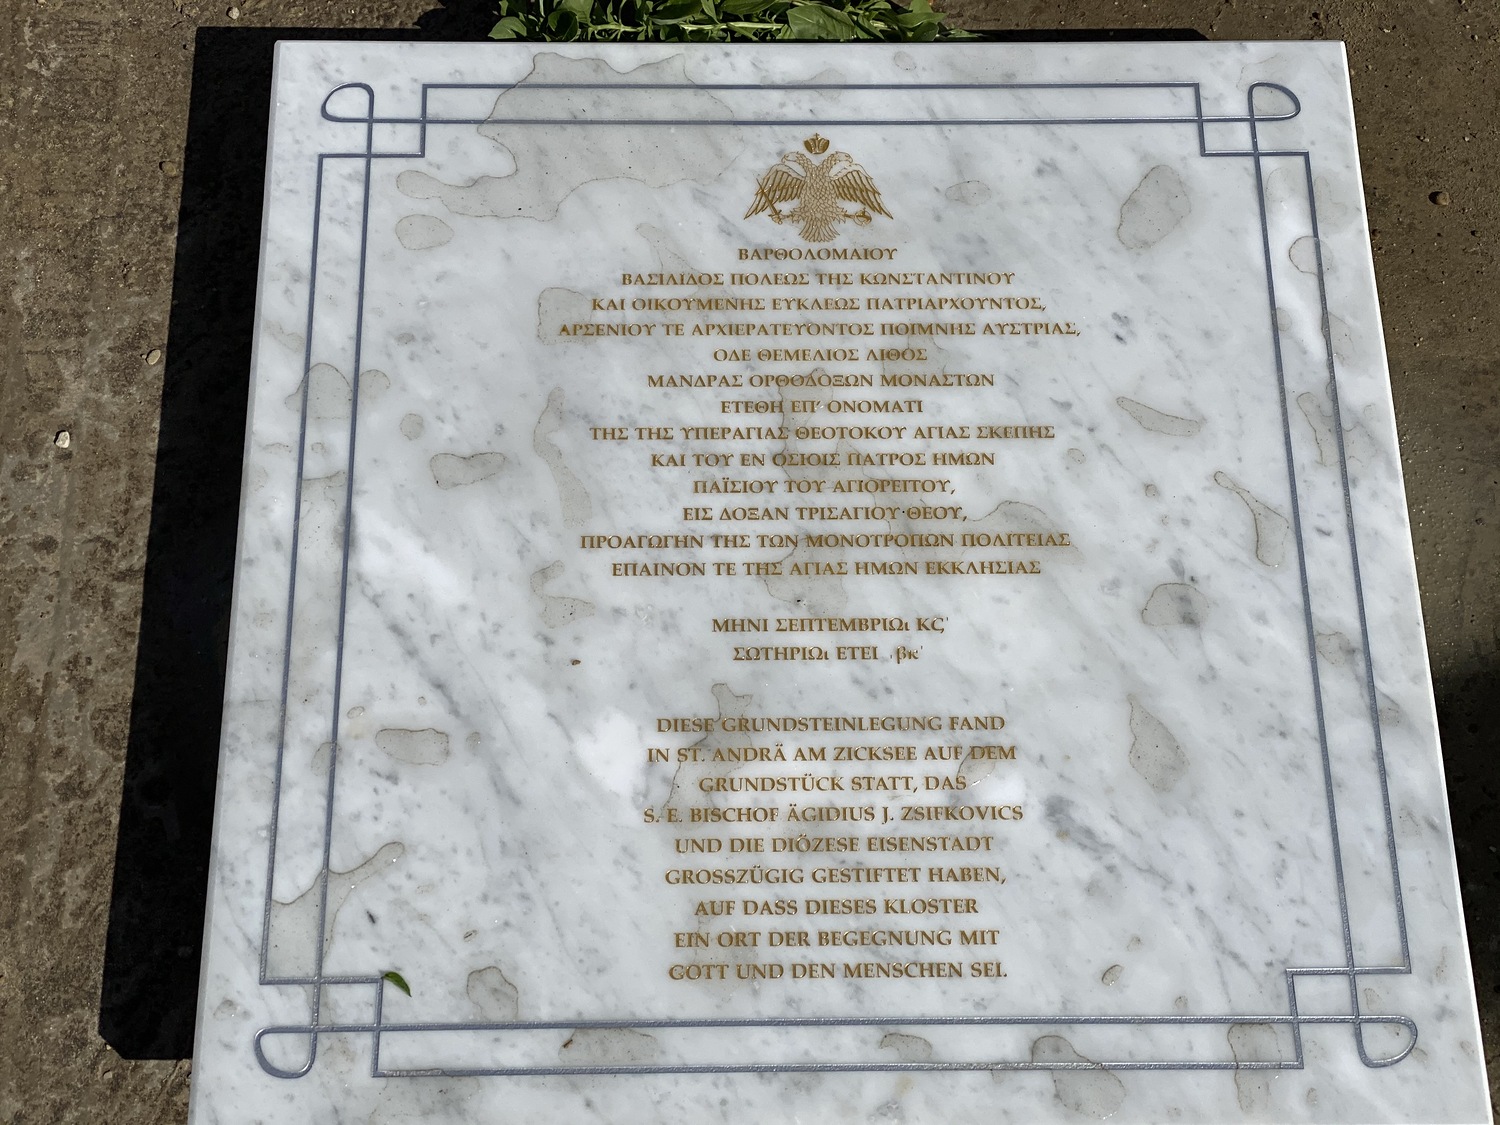 ΒΑΡΘΟΛΟΜΑΙΟΥ
ΒΑΣΙΛΙΔΟΣ ΠΟΛΕΩΣ ΤΗΣ ΚΩΝΣΤΑΝΤΙΝΟΥ
ΚΑΙ ΟΙΚΟΥΜΕΝΗΣ ΕΥΚΛΕΩΣ ΠΑΤΡΙΑΡΧΟΥΝΤΟΣ,
ΑΡΣΕΝΙΟΥ ΤΕ ΑΡΧΙΕΡΑΤΕΥΟΝΤΟΣ ΠΟΙΜΝΗΣ ΑΥΣΤΡΙΑΣ,
ΟΔΕ ΘΕΜΕΛΙΟΣ ΛΙΘΟΣ
ΜΑΝΔΡΑΣ ΟΡΘΟΔΟΞΩΝ ΜΟΝΑΣΤΩΝ
ΕΤΕΘΗ ΕΠ' ΟΝΟΜΑΤΙ
ΤΗΣ ΤΗΣ ΥΠΕΡΑΓΙΑΣ ΘΕΟΤΟΚΟΥ ΑΓΙΑΣ ΣΚΕΠΗΣ
ΚΑΙ ΤΟΥ ΕΝ ΟΣΙΟΙΣ ΠΑΤΡΟΣ ΗΜΩΝ
ΠΑΪΣΙΟΥ ΤΟΥ ΑΓΙΟΡΕΙΤΟΥ,
ΕΙΣ ΔΟΞΑΝ ΤΡΙΣΑΓΙΟΥ ΘΕΟΥ,
ΠΡΟΑΓΩΓΗΝ ΤΗΣ ΤΩΝ ΜΟΝΟΤΡΟΠΩΝ ΠΟΛΙΤΕΙΑΣ
ΕΠΑΙΝΟΝ ΤΕ ΤΗΣ ΑΓΙΑΣ ΗΜΩΝ ΕΚΚΛΗΣΙΑΣ
ΜΗΝΙ ΣΕΠΤΕΜΒΡΙΩι ΚϚ'
ΣΩΤΗΡΙΩι ΕΤΕΙ ͵βκ'
DIESE GRUNDSTEINLEGUNG FAND
IN ST. ANDRÄ AM ZICKSEE AUF DEM
GRUNDSTÜCK STATT, DAS
S. E. BISCHOF ÄGIDIUS J. ZSIFKOVICS
UND DIE DIÖZESE EISENSTADT
GROSSZÜGIG GESTIFTET HABEN,
AUF DASS DIESES KLOSTER
EIN ORT DER BEGEGNUNG MIT
GOTT UND DEN MENSCHEN SEI.